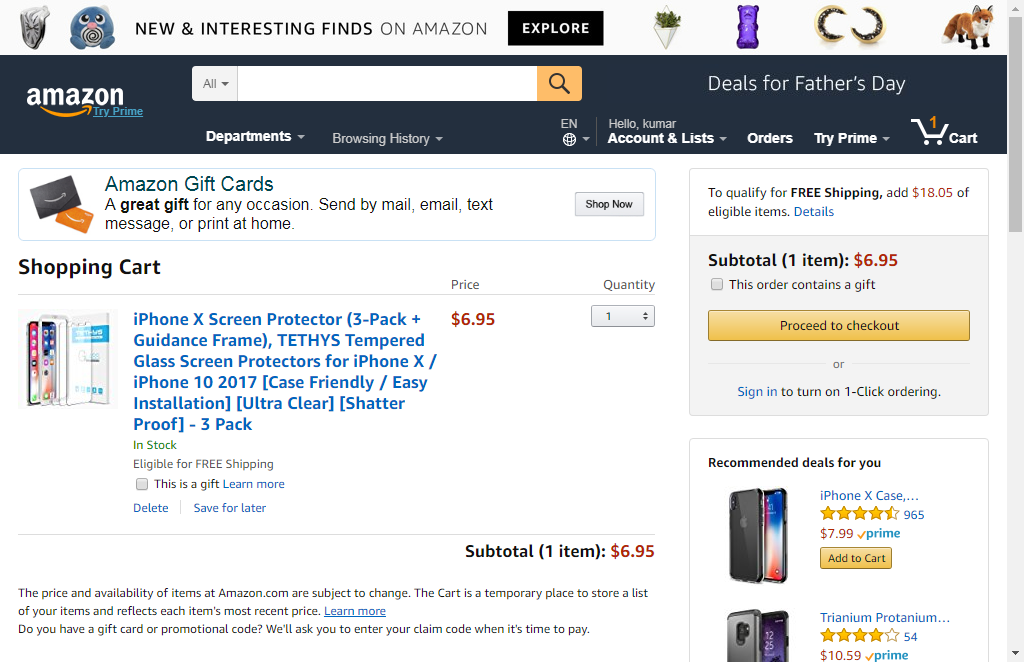 NEW & INTERESTING FINDS ON AMAZON
EXPLORE
amazon
Try Prime
All
Deals for Father's Day
Departments
Browsing History
EN
Hello, kumar
Account & Lists
Orders
Try Prime
1
Cart
Amazon Gift Cards
A great gift for any occasion. Send by mail, email, text
message, or print at home.
Shop Now
Shopping Cart
Price
Quantity
iPhone X Screen Protector (3-Pack +
Guidance Frame), TETHYS Tempered
Glass Screen Protectors for iPhone X /
iPhone 10 2017 [Case Friendly / Easy
Installation] [Ultra Clear] [Shatter
Proof] - 3 Pack
$6.95
1
In Stock
Eligible for FREE Shipping
This is a gift Learn more
Delete
Save for later
Subtotal (1 item): $6.95
The price and availability of items at Amazon.com are subject to change. The Cart is a temporary place to store a list
of your items and reflects each item's most recent price. Learn more
Do you have a gift card or promotional code? We'll ask you to enter your claim code when it's time to pay.
To qualify for FREE Shipping, add $18.05 of
eligible items. Details
Subtotal (1 item): $6.95
This order contains a gift
Proceed to checkout
or
Sign in to turn on 1-Click ordering.
Recommended deals for you
iPhone X Case,...
965
$7.99 prime
Add to Cart
Trianium Protanium...
54
$10.59 prime